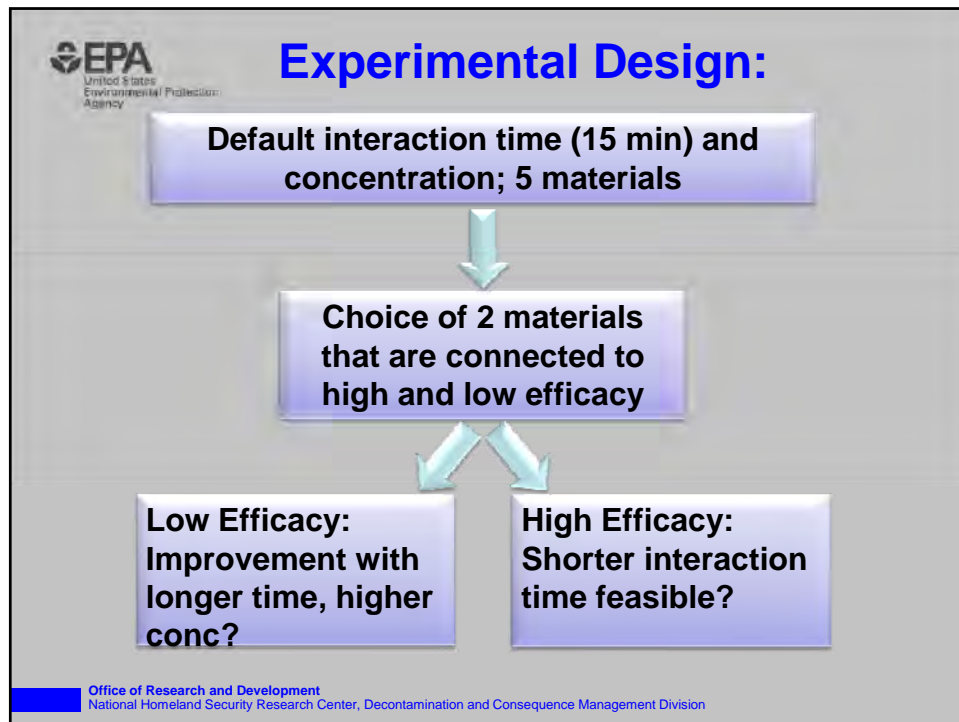 EPA
United States
Environmental Protection
Agency
Experimental Design:
Default interaction time (15 min) and
concentration; 5 materials
Choice of 2 materials
that are connected to
high and low efficacy
Low Efficacy:
Improvement with
longer time, higher
conc?
High Efficacy:
Shorter interaction
time feasible?
Office of Research and Development
National Homeland Security Research Center, Decontamination and Consequence Management Division